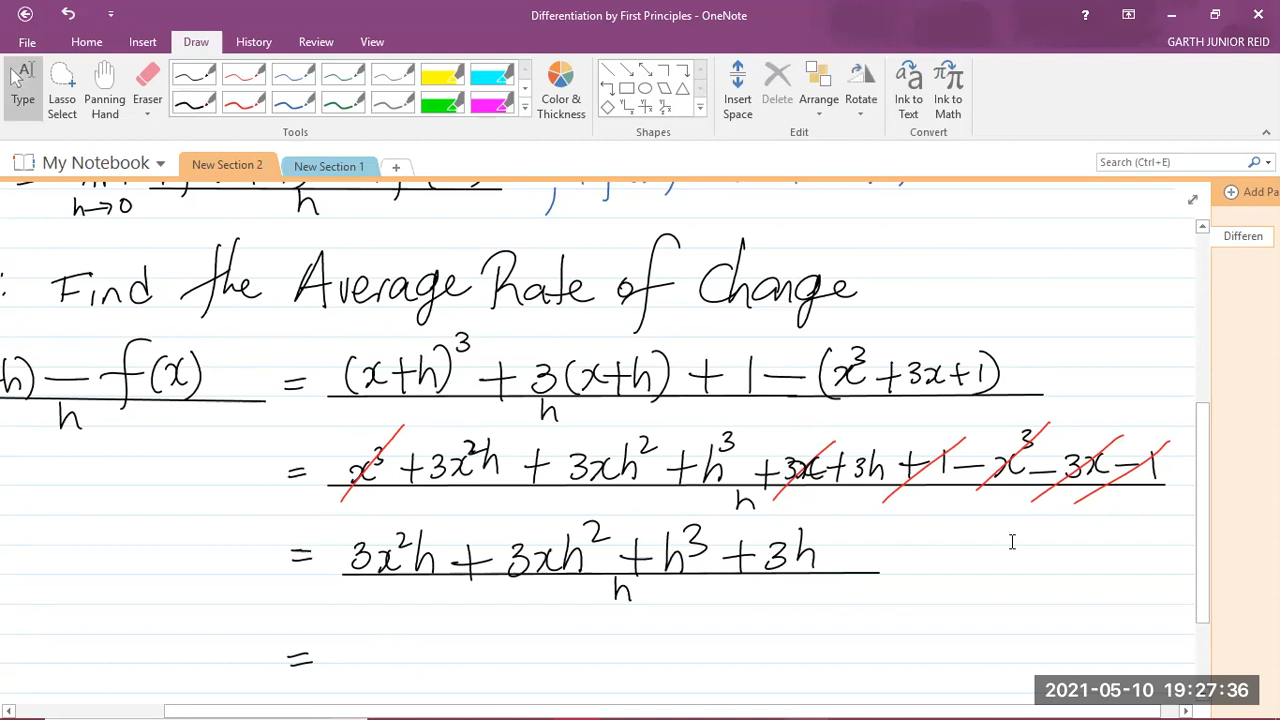 Differentiation by First Principles - OneNote
?
File Home Insert Draw History Review View GARTH JUNIOR REID
Type Lasso Select Panning Hand Eraser Color & Thickness Insert Space Delete Arrange Rotate Ink to Text Ink to Math
Tools Shapes Edit Convert
My Notebook New Section 2 New Section 1 + Search (Ctrl+E)
Add Pa
Differen
h→0 h
: Find the Average Rate of Change
h) — f(x) / h = (x+h)³ + 3(x+h) + 1 — (x³ + 3x + 1) / h
= x³ + 3x²h + 3xh² + h³ + 3x + 3h + 1 — x³ — 3x — 1 / h
= 3x²h + 3xh² + h³ + 3h / h
=
2021-05-10 19:27:36